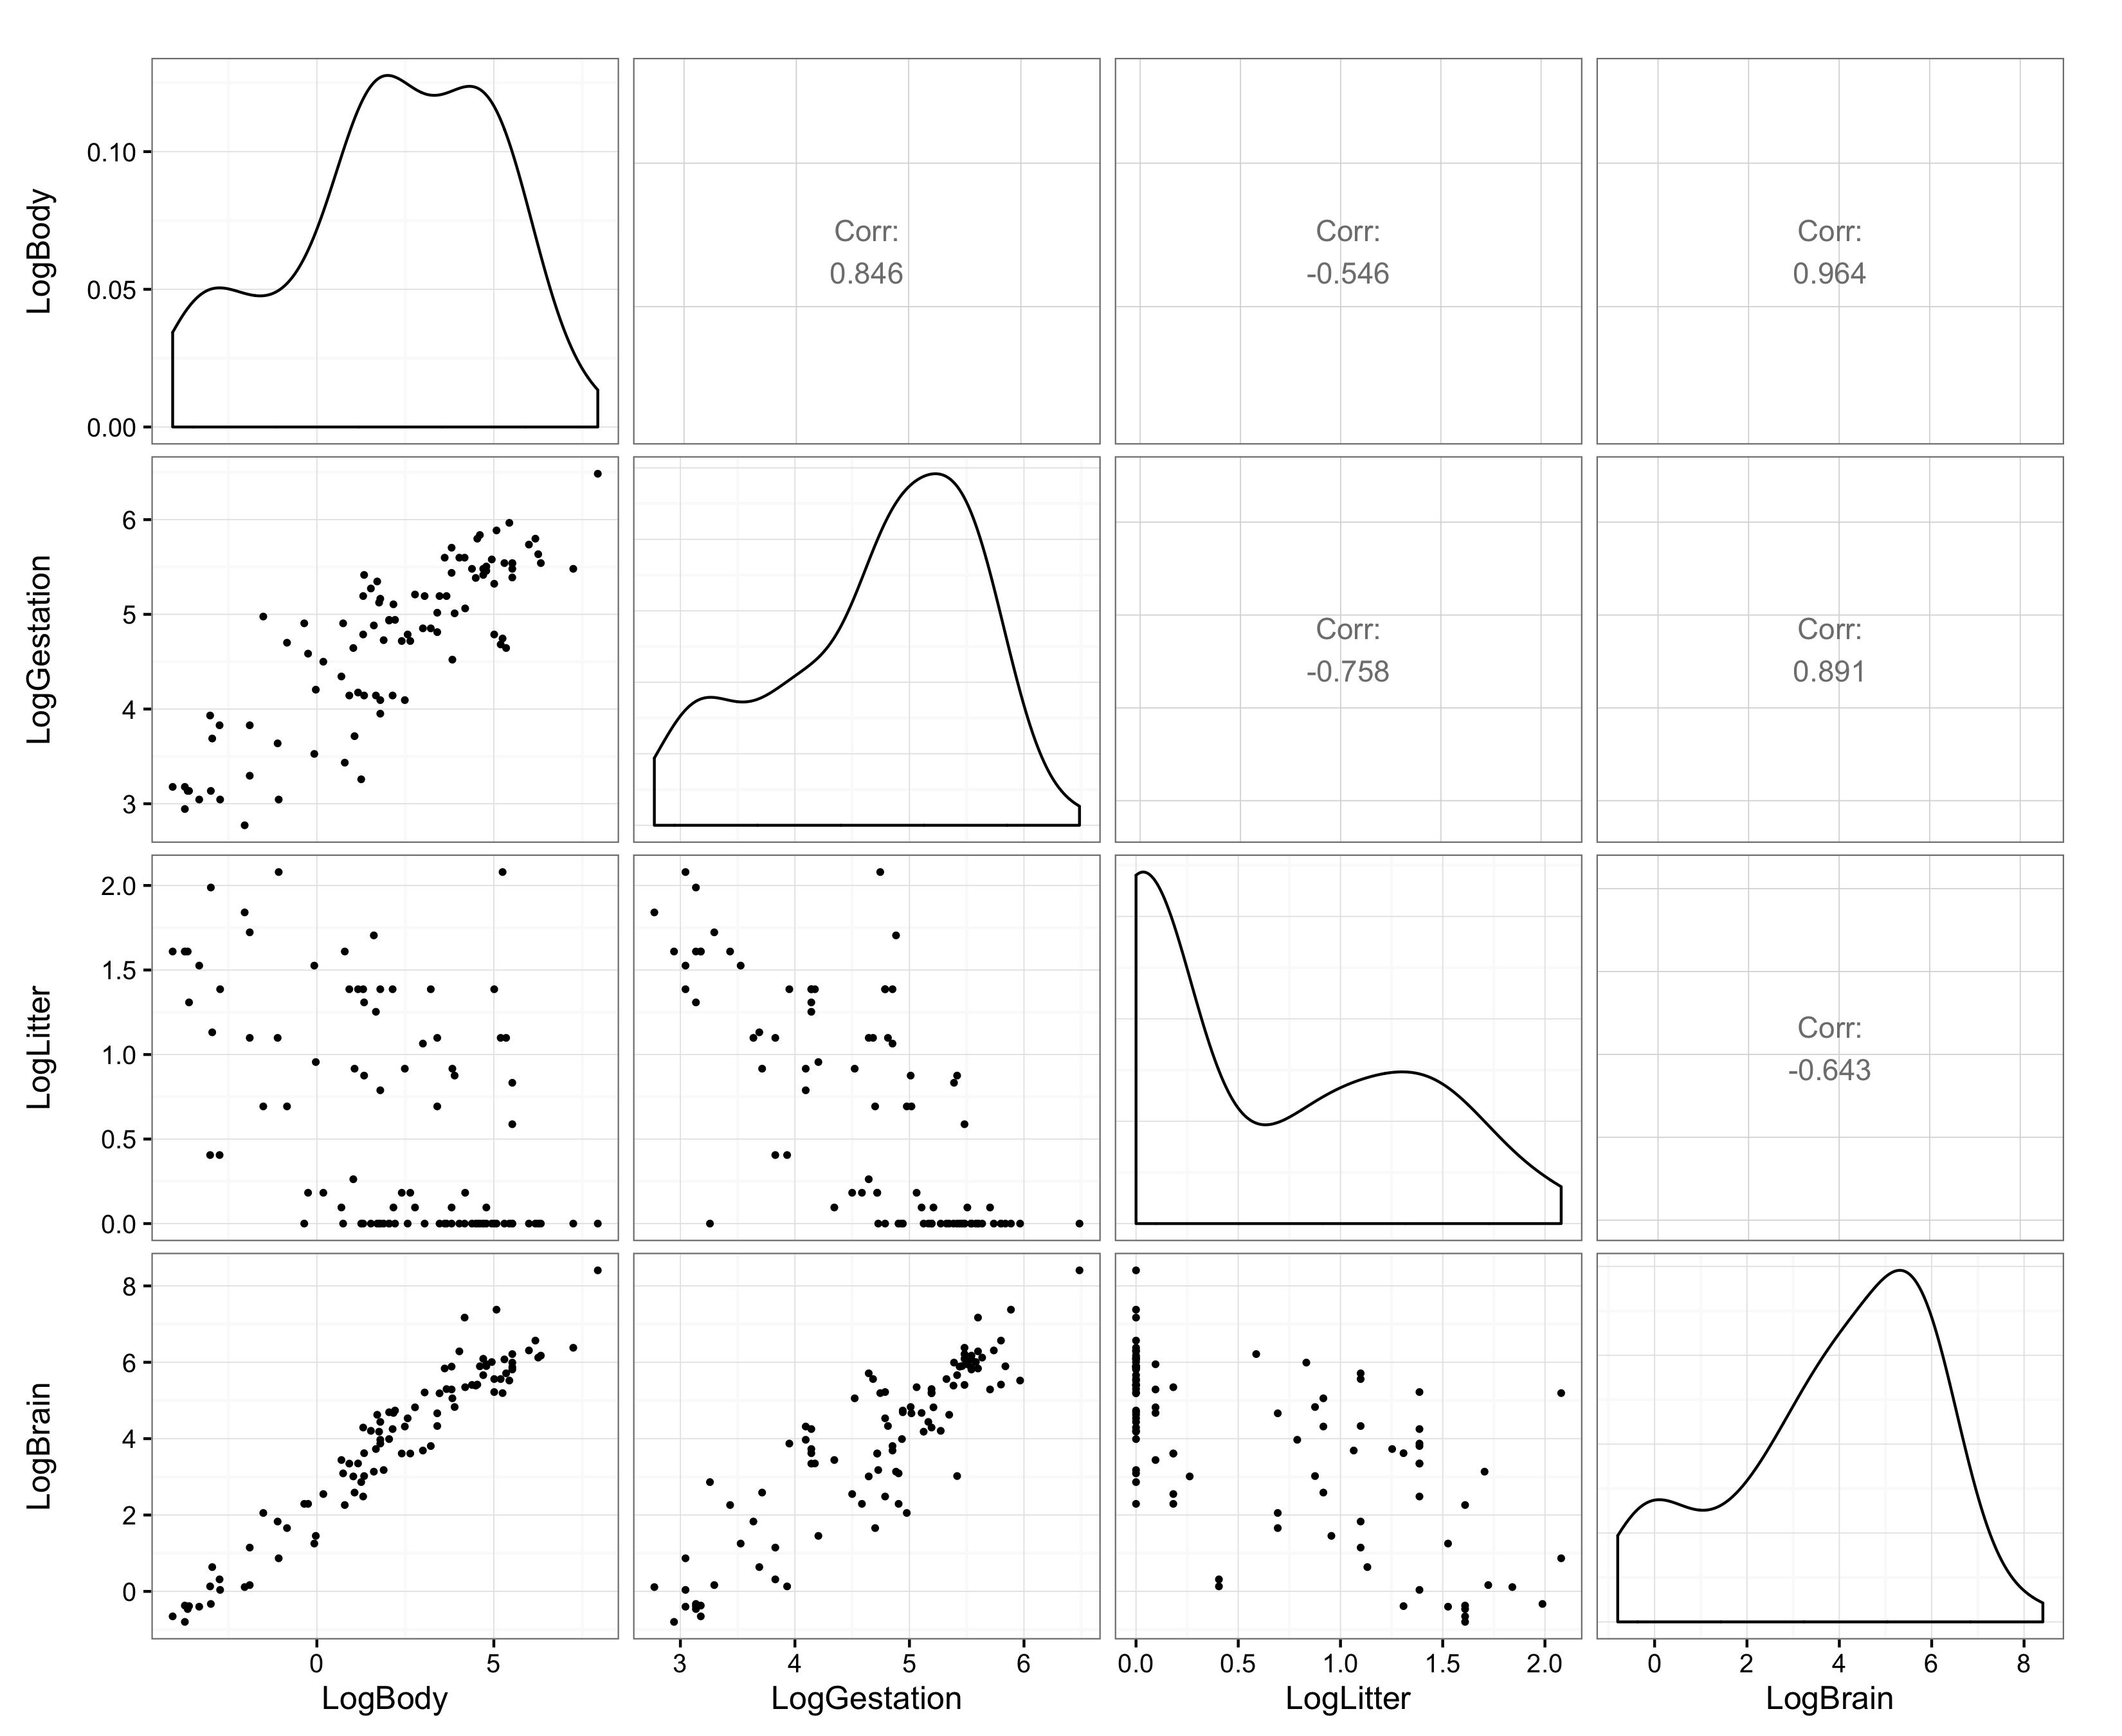 LogBody
0.10
0.05
0.00
Corr:
0.846
Corr:
-0.546
Corr:
0.964
LogGestation
6
5
4
3
Corr:
-0.758
Corr:
0.891
LogLitter
2.0
1.5
1.0
0.5
0.0
Corr:
-0.643
LogBrain
8
6
4
2
0
0 5
3 4 5 6
0.0 0.5 1.0 1.5 2.0
0 2 4 6 8
LogBody
LogGestation
LogLitter
LogBrain